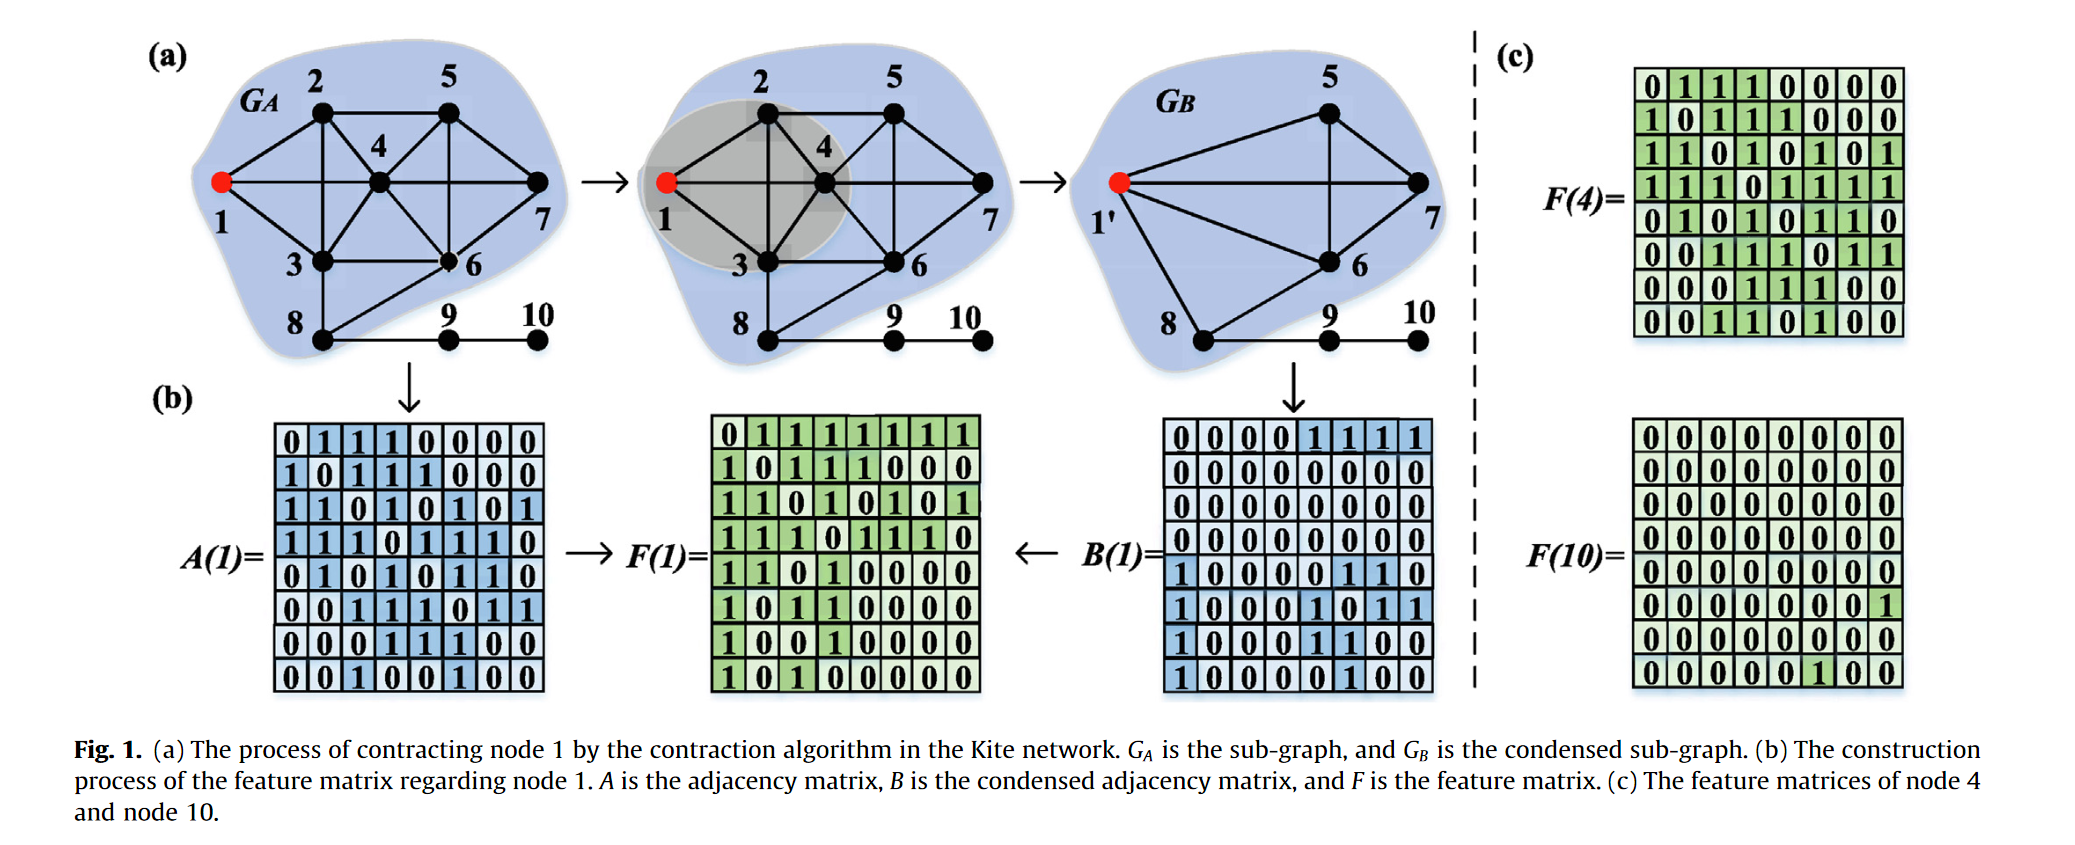 (a)
GA
1
2
3
4
5
6
7
8
9
10
1
2
3
4
5
6
7
8
9
10
GB
1'
5
6
7
8
9
10
(b)
A(1)=
0 1 1 1 0 0 0 0
1 0 1 1 1 0 0 0
1 1 0 1 0 1 0 1
1 1 1 0 1 1 1 0
0 1 0 1 0 1 1 0
0 0 1 1 1 0 1 1
0 0 0 1 1 1 0 0
0 0 1 0 0 1 0 0
F(1)=
0 1 1 1 1 1 1 1
1 0 1 1 1 0 0 0
1 1 0 1 0 1 0 1
1 1 1 0 1 1 1 0
1 1 0 1 0 0 0 0
1 0 1 1 0 0 0 0
1 0 0 1 0 0 0 0
1 0 1 0 0 0 0 0
B(1)=
0 0 0 0 1 1 1 1
0 0 0 0 0 0 0 0
0 0 0 0 0 0 0 0
0 0 0 0 0 0 0 0
1 0 0 0 0 1 1 0
1 0 0 0 1 0 1 1
1 0 0 0 1 1 0 0
1 0 0 0 0 1 0 0
(c)
F(4)=
0 1 1 1 0 0 0 0
1 0 1 1 1 0 0 0
1 1 0 1 0 1 0 1
1 1 1 0 1 1 1 1
0 1 0 1 0 1 1 0
0 0 1 1 1 0 1 1
0 0 0 1 1 1 0 0
0 0 1 1 0 1 0 0
F(10)=
0 0 0 0 0 0 0 0
0 0 0 0 0 0 0 0
0 0 0 0 0 0 0 0
0 0 0 0 0 0 0 0
0 0 0 0 0 0 0 0
0 0 0 0 0 0 0 1
0 0 0 0 0 0 0 0
0 0 0 0 0 1 0 0
Fig. 1. (a) The process of contracting node 1 by the contraction algorithm in the Kite network. GA is the sub-graph, and GB is the condensed sub-graph. (b) The construction
process of the feature matrix regarding node 1. A is the adjacency matrix, B is the condensed adjacency matrix, and F is the feature matrix. (c) The feature matrices of node 4
and node 10.